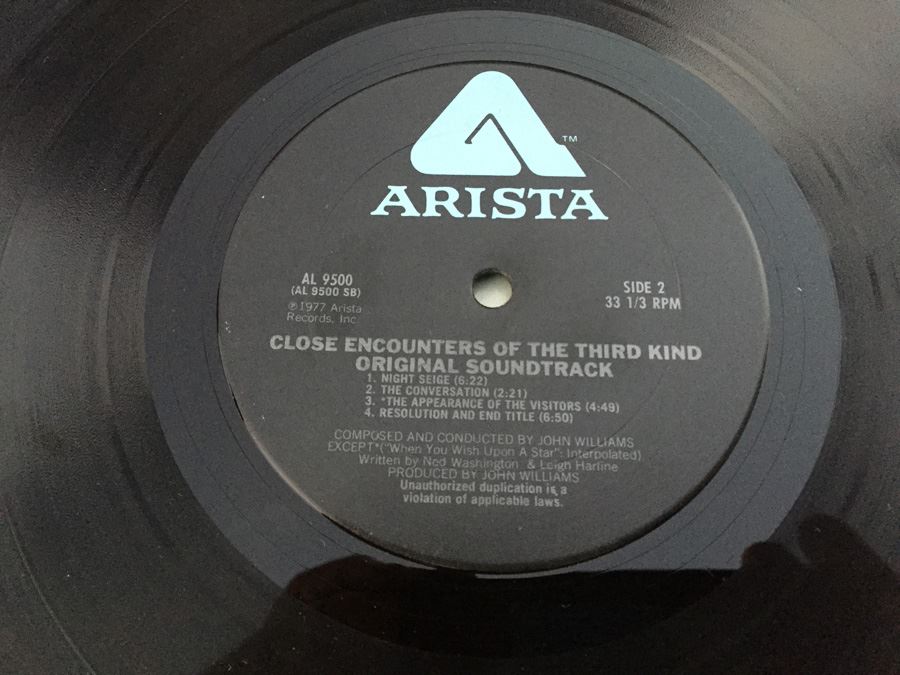 TM
ARISTA
AL 9500
(AL 9500 SB)
℗1977 Arista
Records, Inc.
SIDE 2
33 1/3 RPM
CLOSE ENCOUNTERS OF THE THIRD KIND
ORIGINAL SOUNDTRACK
1. NIGHT SEIGE (6:22)
2. THE CONVERSATION (2:21)
3. *THE APPEARANCE OF THE VISITORS (4:49)
4. RESOLUTION AND END TITLE (6:50)
COMPOSED AND CONDUCTED BY JOHN WILLIAMS
EXCEPT*("When You Wish Upon A Star": Interpolated)
Written by Ned Washington & Leigh Harline
PRODUCED BY JOHN WILLIAMS
Unauthorized duplication is a
violation of applicable laws.